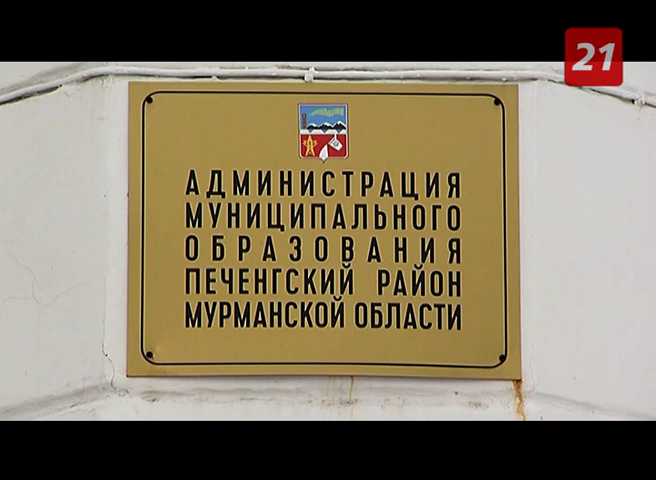 21
АДМИНИСТРАЦИЯ
МУНИЦИПАЛЬНОГО
ОБРАЗОВАНИЯ
ПЕЧЕНГСКИЙ РАЙОН
МУРМАНСКОЙ ОБЛАСТИ